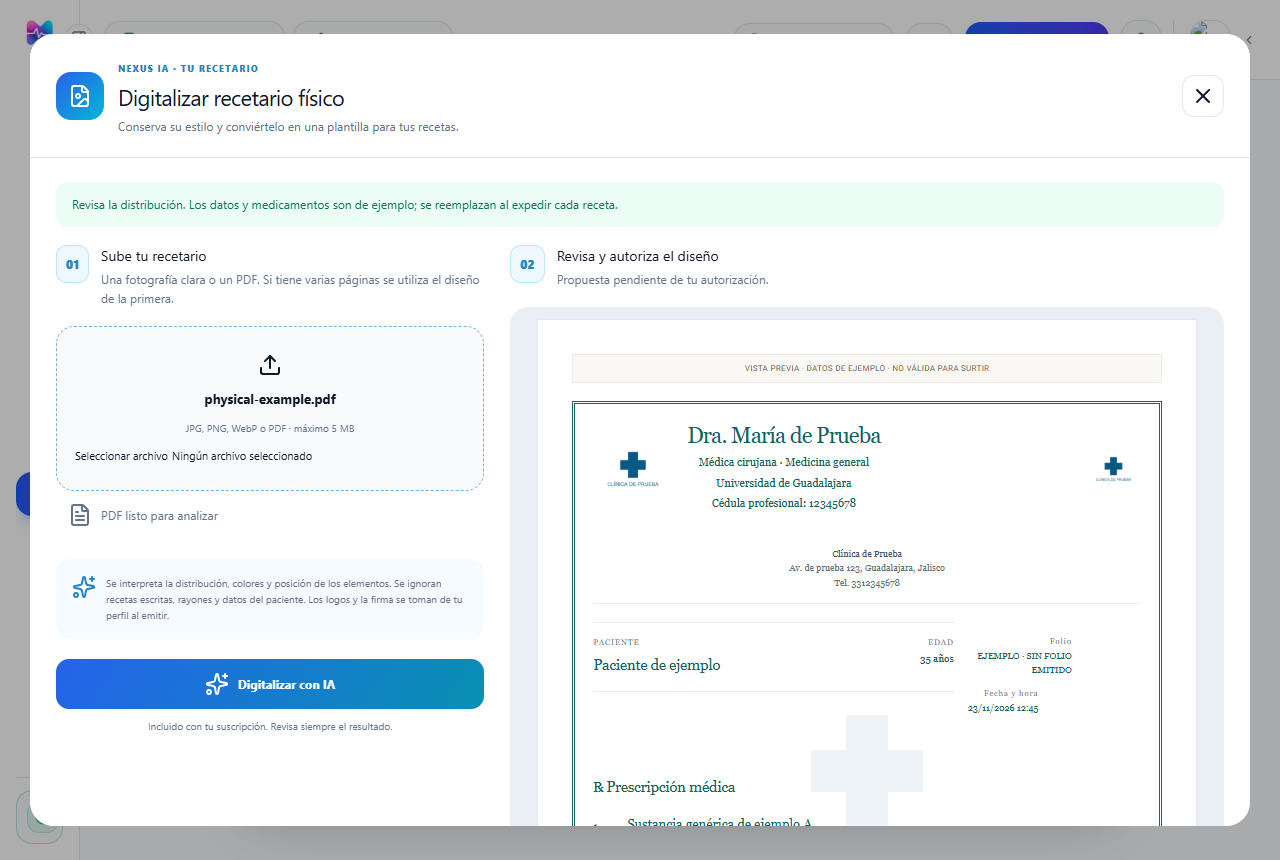 NEXUS IA · TU RECETARIO
Digitalizar recetario físico
Conserva su estilo y conviértelo en una plantilla para tus recetas.
Revisa la distribución. Los datos y medicamentos son de ejemplo; se reemplazan al expedir cada receta.
01
Sube tu recetario
Una fotografía clara o un PDF. Si tiene varias páginas se utiliza el diseño
de la primera.
physical-example.pdf
JPG, PNG, WebP o PDF · máximo 5 MB
Seleccionar archivo Ningún archivo seleccionado
PDF listo para analizar
Se interpreta la distribución, colores y posición de los elementos. Se ignoran
recetas escritas, rayones y datos del paciente. Los logos y la firma se toman de tu
perfil al emitir.
Digitalizar con IA
Incluido con tu suscripción. Revisa siempre el resultado.
02
Revisa y autoriza el diseño
Propuesta pendiente de tu autorización.
VISTA PREVIA · DATOS DE EJEMPLO · NO VÁLIDA PARA SURTIR
CLÍNICA DE PRUEBA
Dra. María de Prueba
Médica cirujana · Medicina general
Universidad de Guadalajara
Cédula profesional: 12345678
CLÍNICA DE PRUEBA
Clínica de Prueba
Av. de prueba 123, Guadalajara, Jalisco
Tel. 3312345678
PACIENTE
Paciente de ejemplo
EDAD
35 años
Folio
EJEMPLO · SIN FOLIO
EMITIDO
Fecha y hora
23/11/2026 12:45
℞ Prescripción médica
Sustancia genérica de ejemplo A